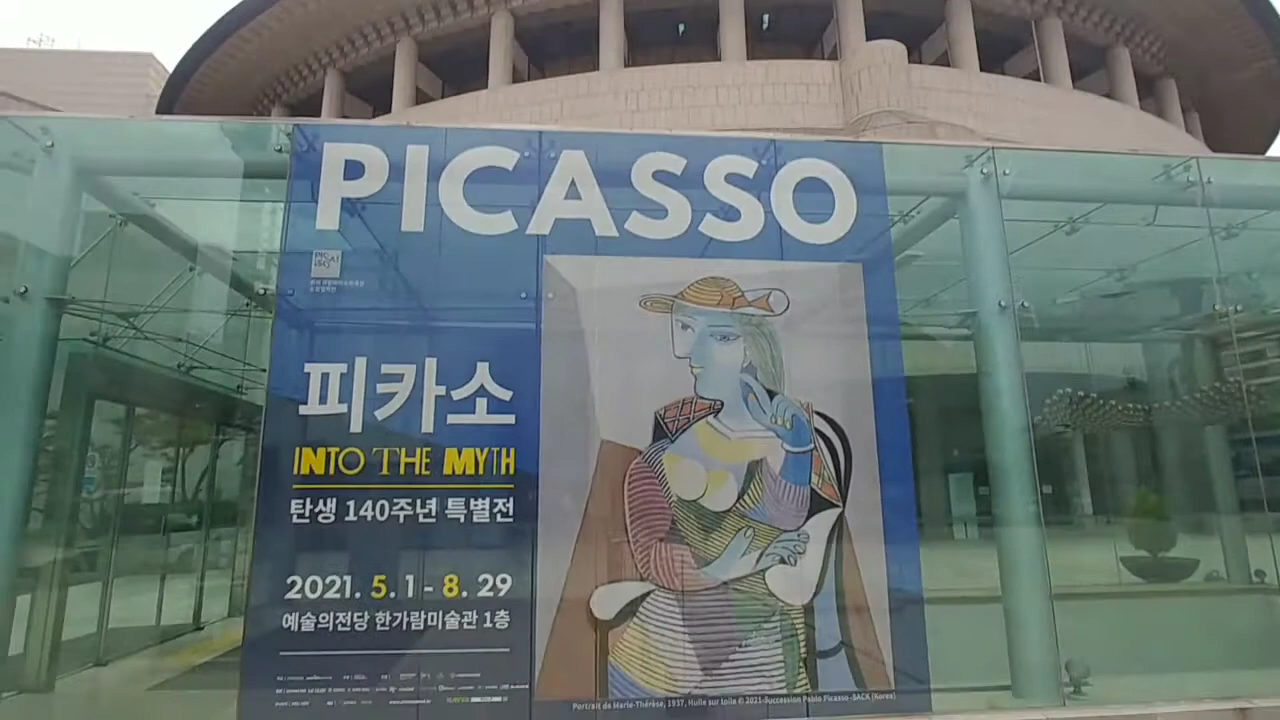 PICASSO
피카소
INTO THE MYTH
탄생 140주년 특별전
2021. 5. 1 - 8. 29
예술의전당 한가람미술관 1층
Portrait de Marie-Thérèse, 1937, Huile sur toile © 2021-Succession Pablo Picasso -SACK (Korea)